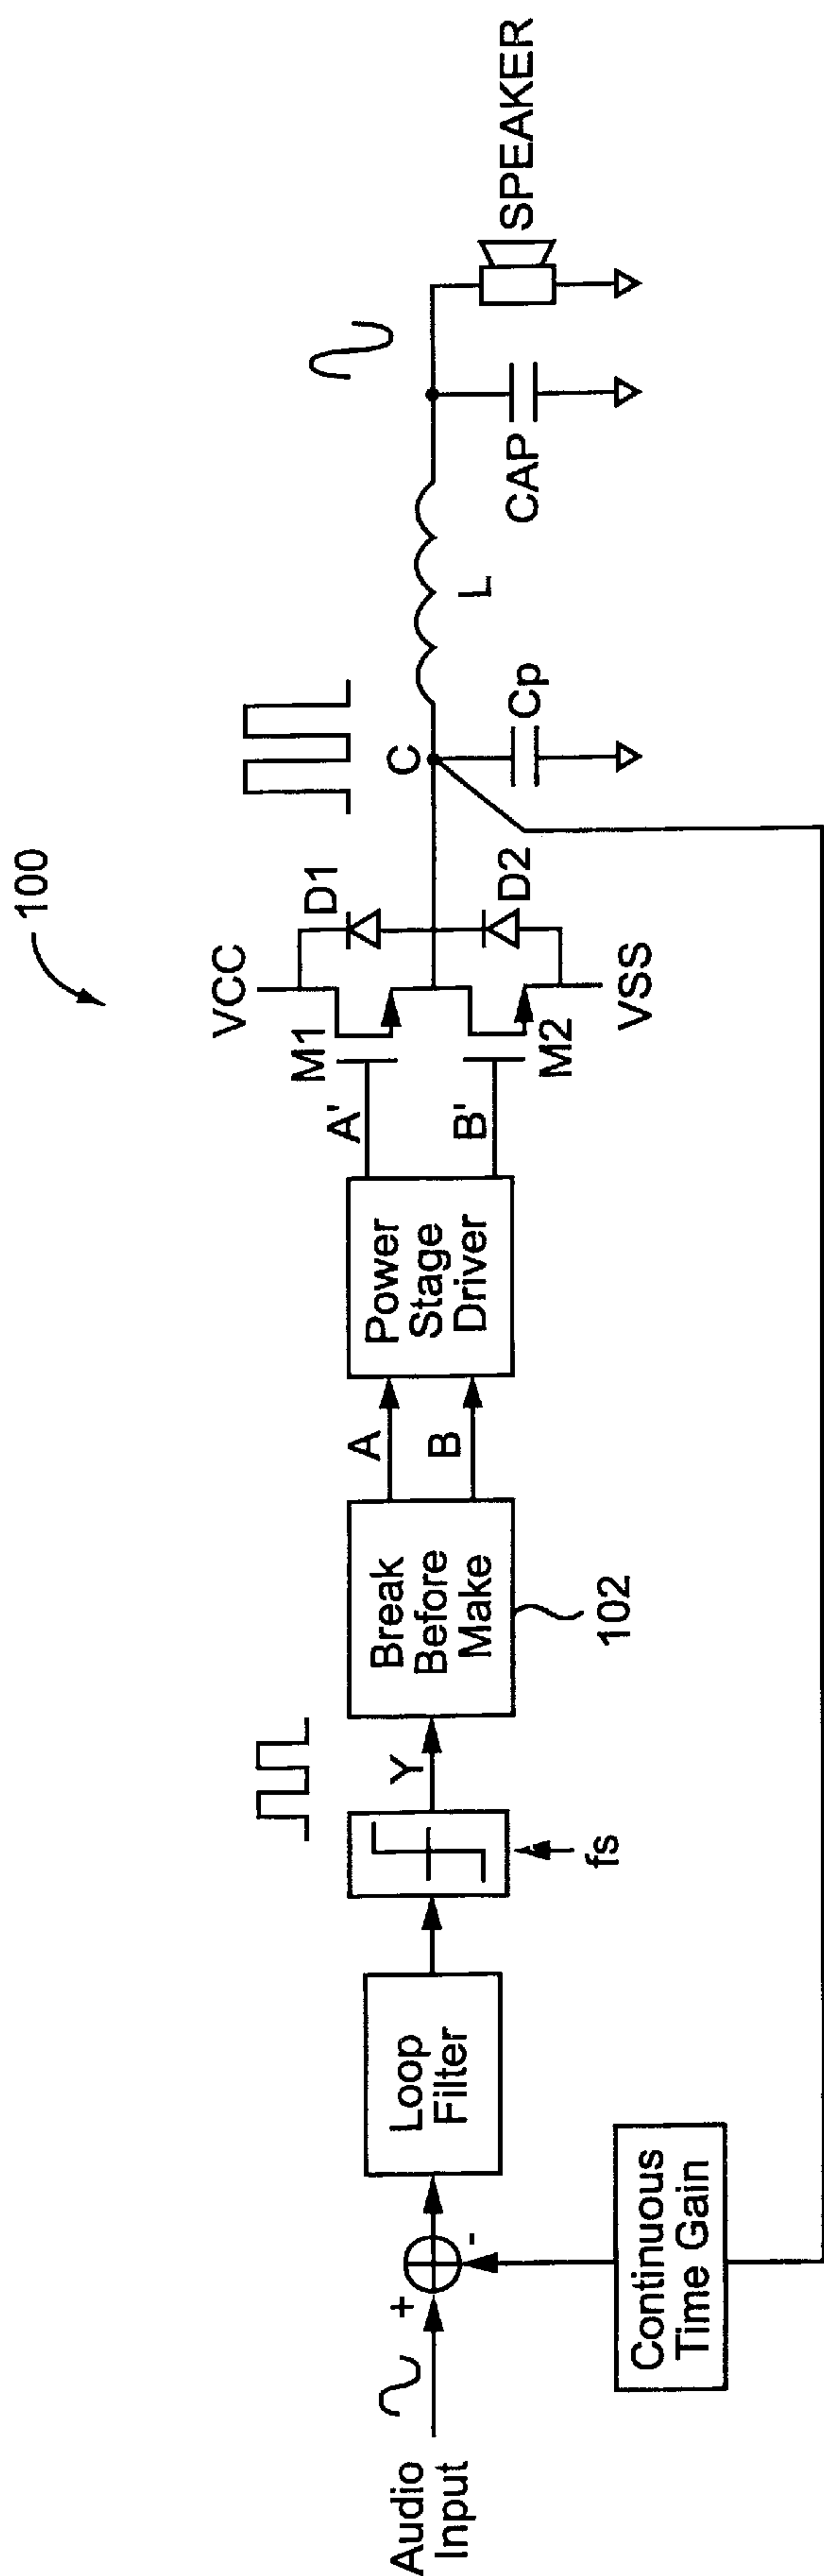 100
Audio
Input
+
-
Loop
Filter
Continuous
Time Gain
fs
Y
Break
Before
Make
102
A
B
Power
Stage
Driver
A'
B'
VCC
M1
M2
VSS
D1
D2
C
Cp
L
CAP
SPEAKER